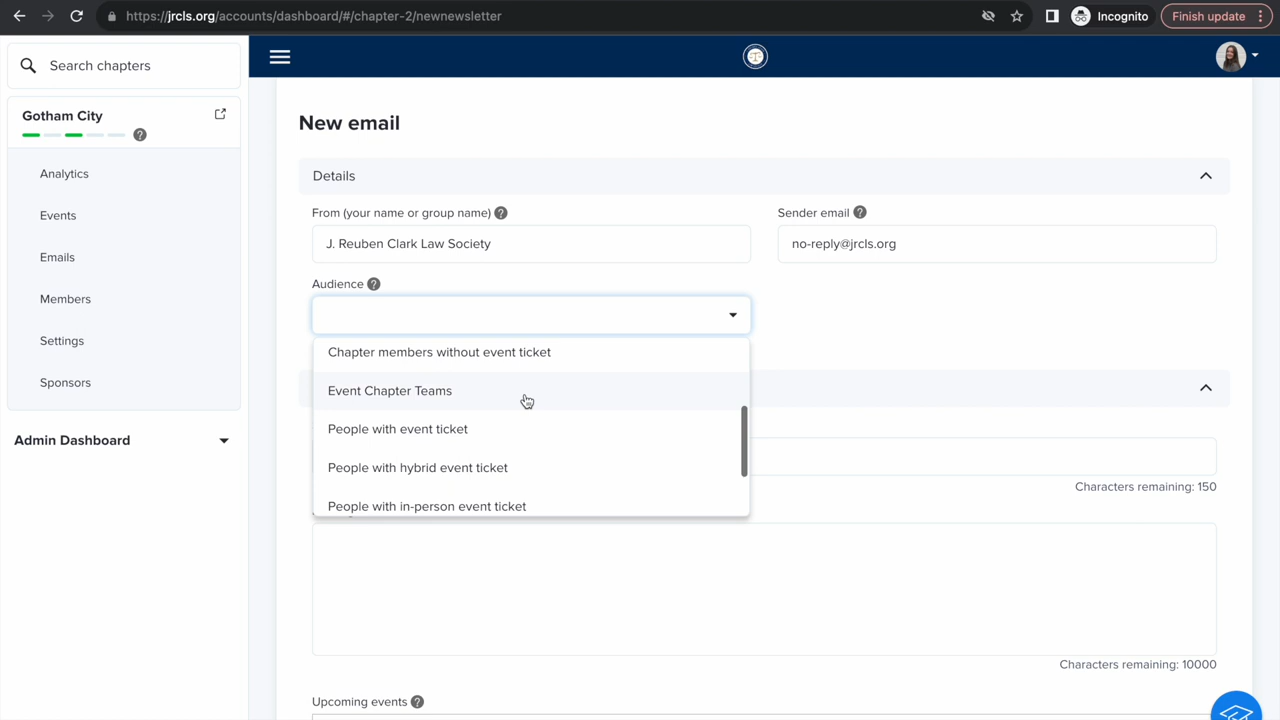 https://jrcls.org/accounts/dashboard/#/chapter-2/newnewsletter
Incognito
Finish update
Search chapters
Gotham City
Analytics
Events
Emails
Members
Settings
Sponsors
Admin Dashboard
New email
Details
From (your name or group name)
Sender email
J. Reuben Clark Law Society
no-reply@jrcls.org
Audience
Chapter members without event ticket
Event Chapter Teams
People with event ticket
People with hybrid event ticket
People with in-person event ticket
Characters remaining: 150
Characters remaining: 10000
Upcoming events